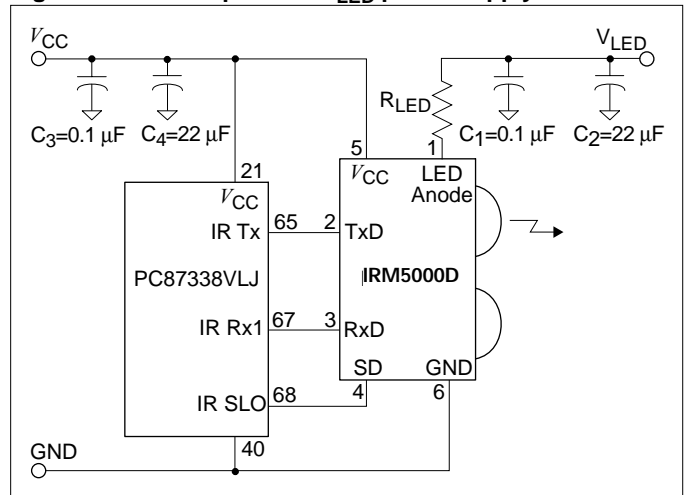 VCC
VLED
RLED
C3=0.1 µF
C4=22 µF
C1=0.1 µF
C2=22 µF
5
1
21
VCC
VCC
LED
Anode
IR Tx
65
2
TxD
PC87338VLJ
IRM5000D
IR Rx1
67
3
RxD
SD
GND
IR SLO
68
4
6
GND
40